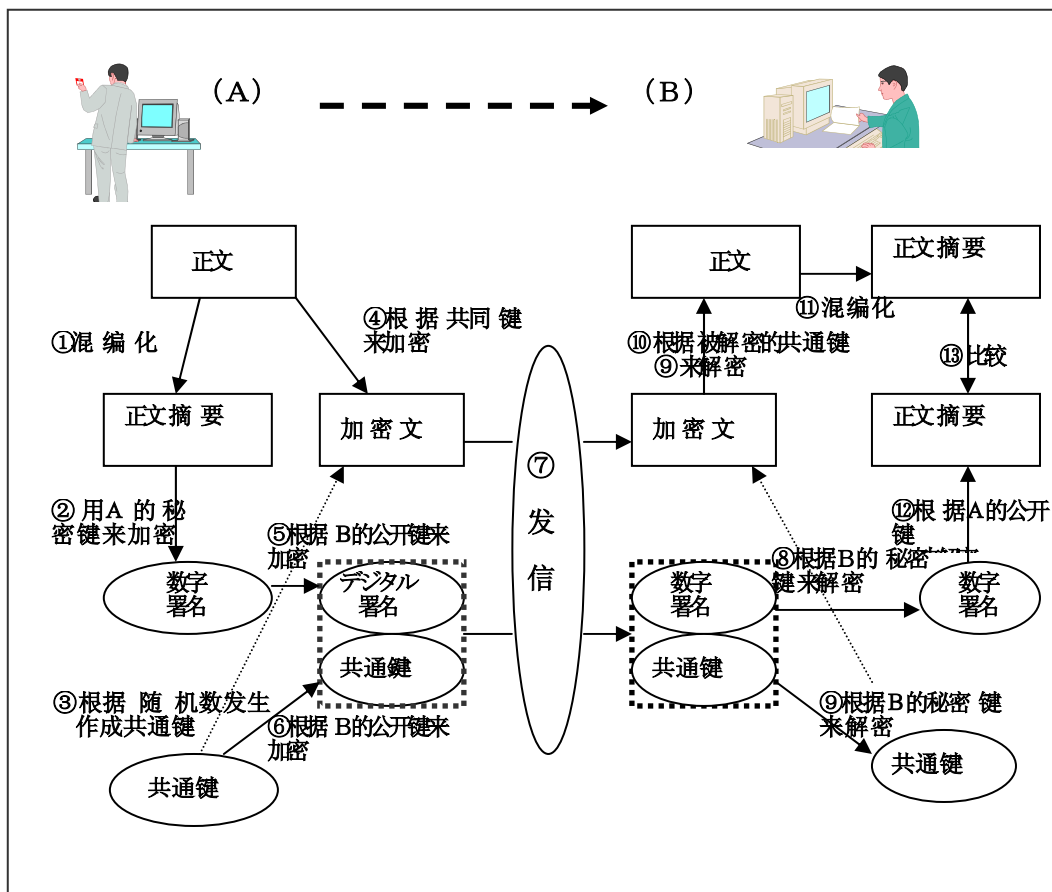 （A）
（B）
正文
①混 编 化
④根 据 共同 键
来加密
正文摘 要
加 密 文
② 用A 的 秘
密键来加密
⑤根据 B的公开键来
加密
数字
署名
デジタル
署名
共通鍵
③根据 随 机数发生
作成共通键
⑥根据 B的公开键来
加密
共通键
⑦
发
信
正文
正文摘要
⑪混编化
⑩根据被解密的共通键
⑨来解密
⑬比较
加 密 文
正文摘要
⑫根 据A的公开
键
⑧根据B的 秘密
键来解密
数字
署名
共通键
数字
署名
⑨根据B的秘密 键
来解密
共通键